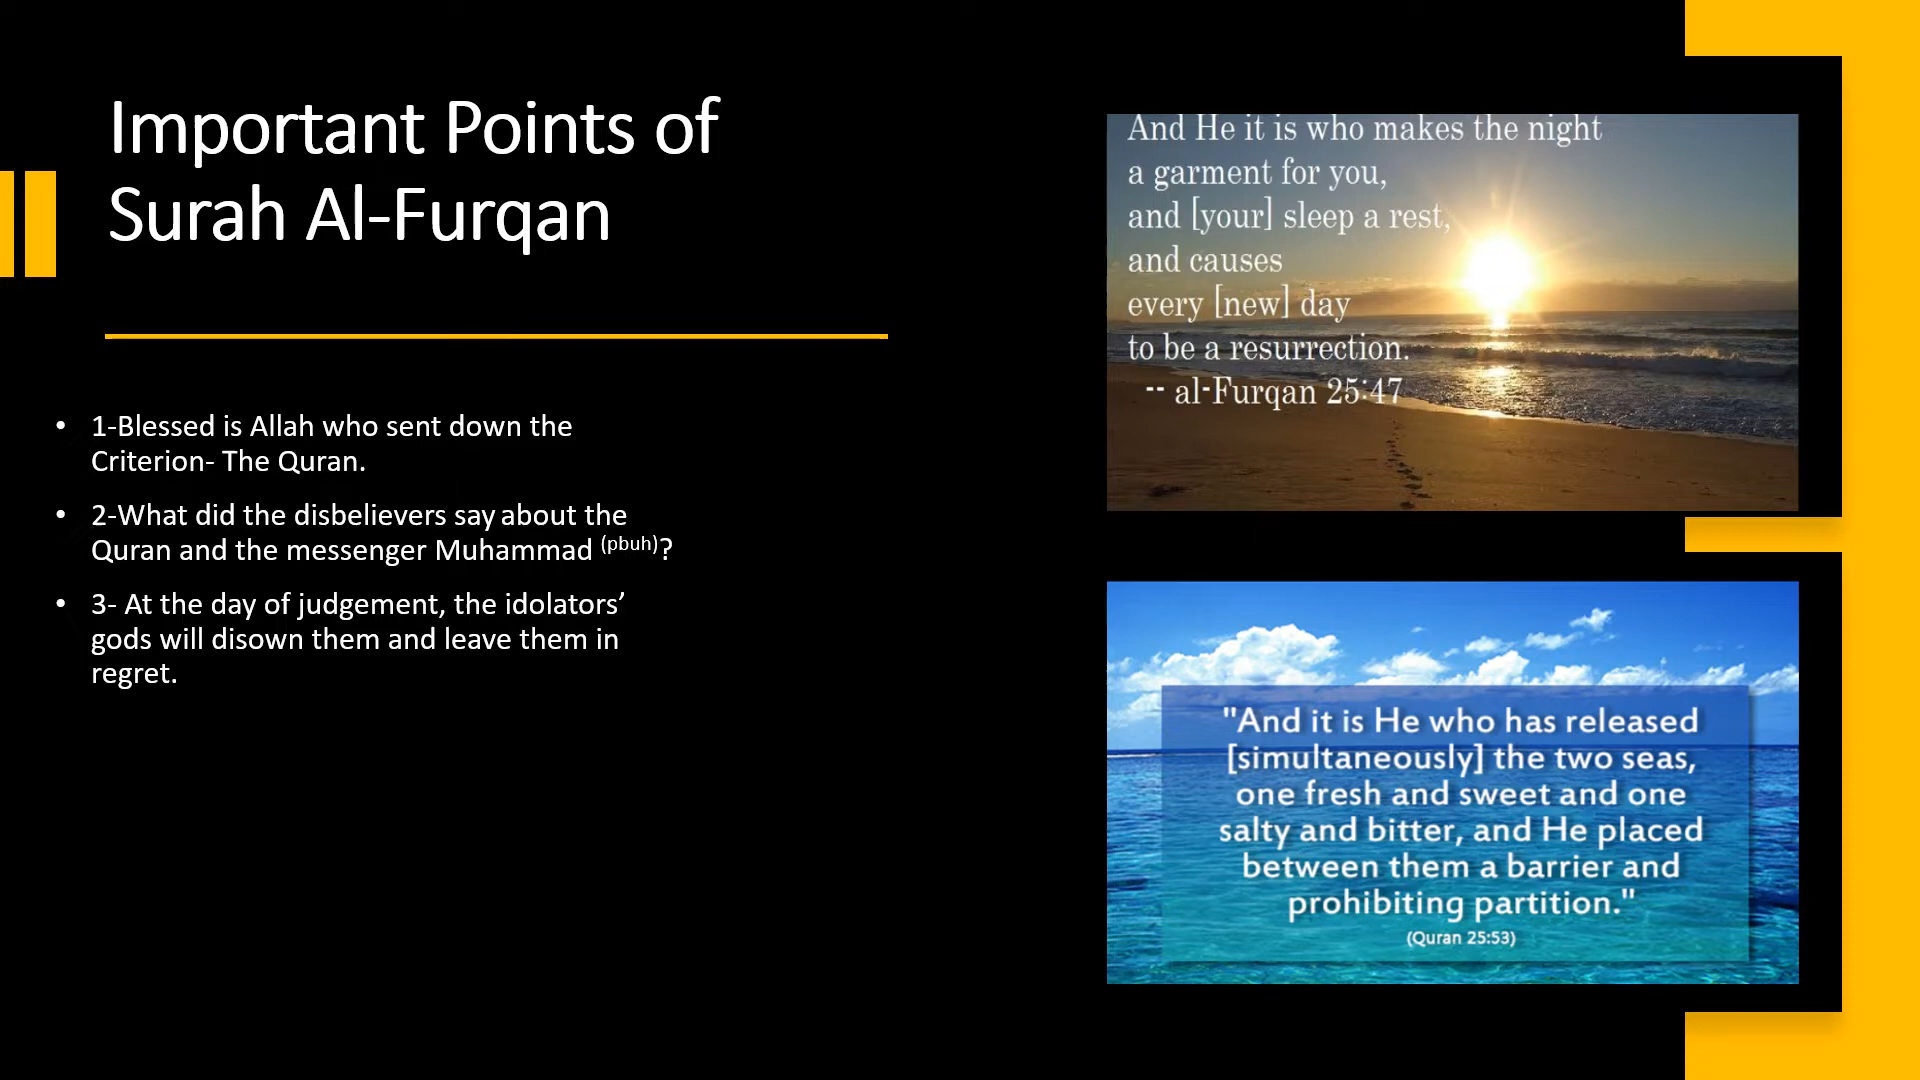 Important Points of
Surah Al-Furqan
• 1-Blessed is Allah who sent down the
Criterion- The Quran.
• 2-What did the disbelievers say about the
Quran and the messenger Muhammad (pbuh)?
• 3- At the day of judgement, the idolators’
gods will disown them and leave them in
regret.
And He it is who makes the night
a garment for you,
and [your] sleep a rest,
and causes
every [new] day
to be a resurrection.
-- al-Furqan 25:47
"And it is He who has released
[simultaneously] the two seas,
one fresh and sweet and one
salty and bitter, and He placed
between them a barrier and
prohibiting partition."
(Quran 25:53)